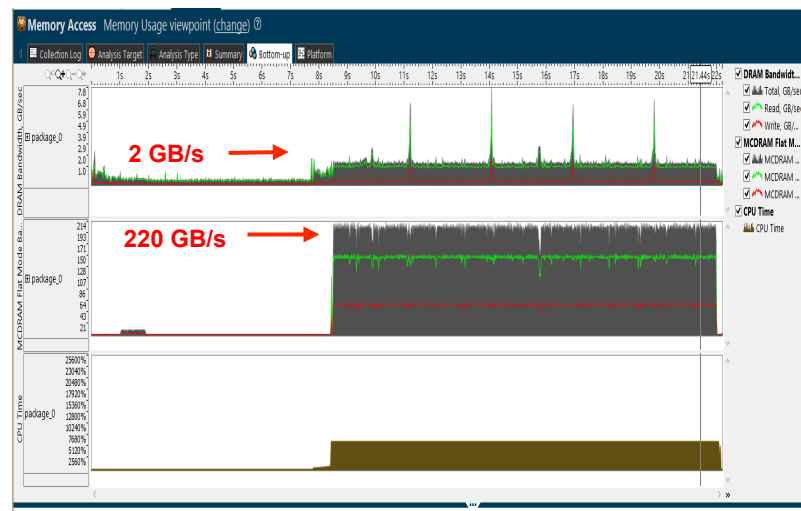 Memory Access Memory Usage viewpoint (change)
Collection Log Analysis Target Analysis Type Summary Bottom-up Platform
1s 2s 3s 4s 5s 6s 7s 8s 9s 10s 11s 12s 13s 14s 15s 16s 17s 18s 19s 20s 21 21.44s 22s
DRAM Bandwidth, GB/sec
package_0
7.8
6.8
5.9
4.9
3.9
2.9
2.0
1.0
2 GB/s
MCDRAM Flat Mode Ba...
package_0
214
193
171
150
128
107
86
64
43
21
220 GB/s
CPU Time
package_0
25600%
23040%
20480%
17920%
15360%
12800%
10240%
7680%
5120%
2560%
DRAM Bandwidt...
Total, GB/sec
Read, GB/sec
Write, GB/...
MCDRAM Flat M...
MCDRAM ...
MCDRAM ...
MCDRAM ...
CPU Time
CPU Time